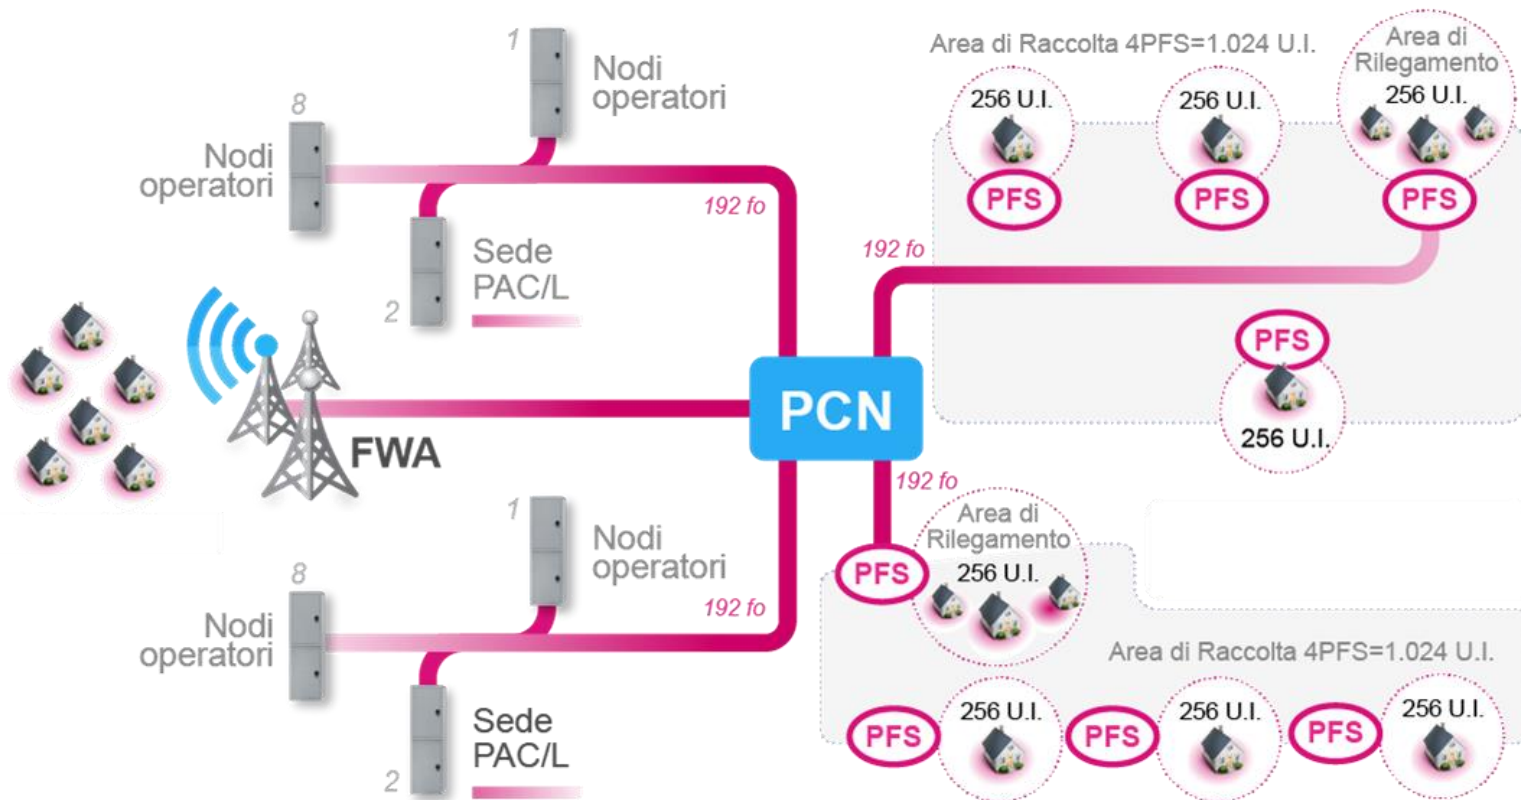 1
Nodi
operatori
8
Nodi
operatori
192 fo
Sede
PAC/L
2
FWA
PCN
1
Nodi
operatori
8
Nodi
operatori
192 fo
Sede
PAC/L
2
Area di Raccolta 4PFS=1.024 U.I.
Area di
Rilegamento
256 U.I.
256 U.I.
256 U.I.
PFS
PFS
PFS
192 fo
PFS
256 U.I.
192 fo
Area di
Rilegamento
256 U.I.
PFS
Area di Raccolta 4PFS=1.024 U.I.
PFS
256 U.I.
PFS
256 U.I.
PFS
256 U.I.